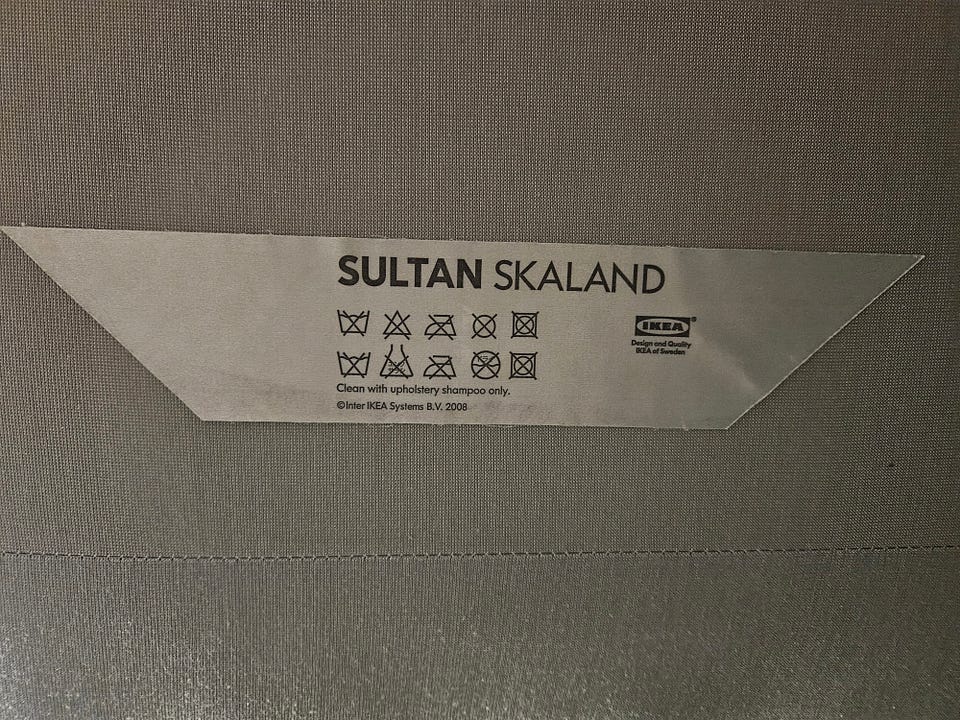 SULTAN SKALAND
IKEA®
Design and Quality
IKEA of Sweden
Clean with upholstery shampoo only.
©Inter IKEA Systems B.V. 2008